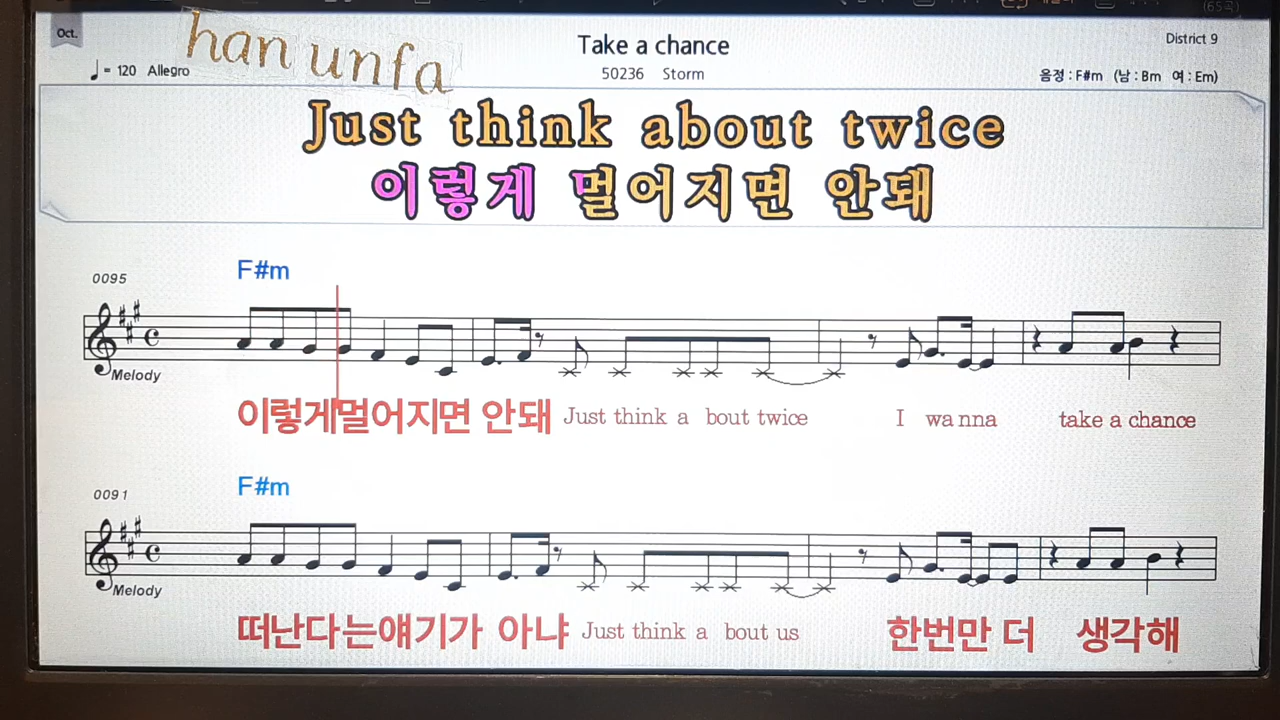 (65곡)
Oct.
han unfa
Take a chance
District 9
♩ = 120 Allegro
50236 Storm
음정 : F#m (남 : Bm 여 : Em)
Just think about twice
이렇게 멀어지면 안돼
0095
F#m
Melody
이렇게멀어지면 안돼 Just think a bout twice I wa nna take a chance
0091
F#m
Melody
떠난다는얘기가 아냐 Just think a bout us 한번만 더 생각해